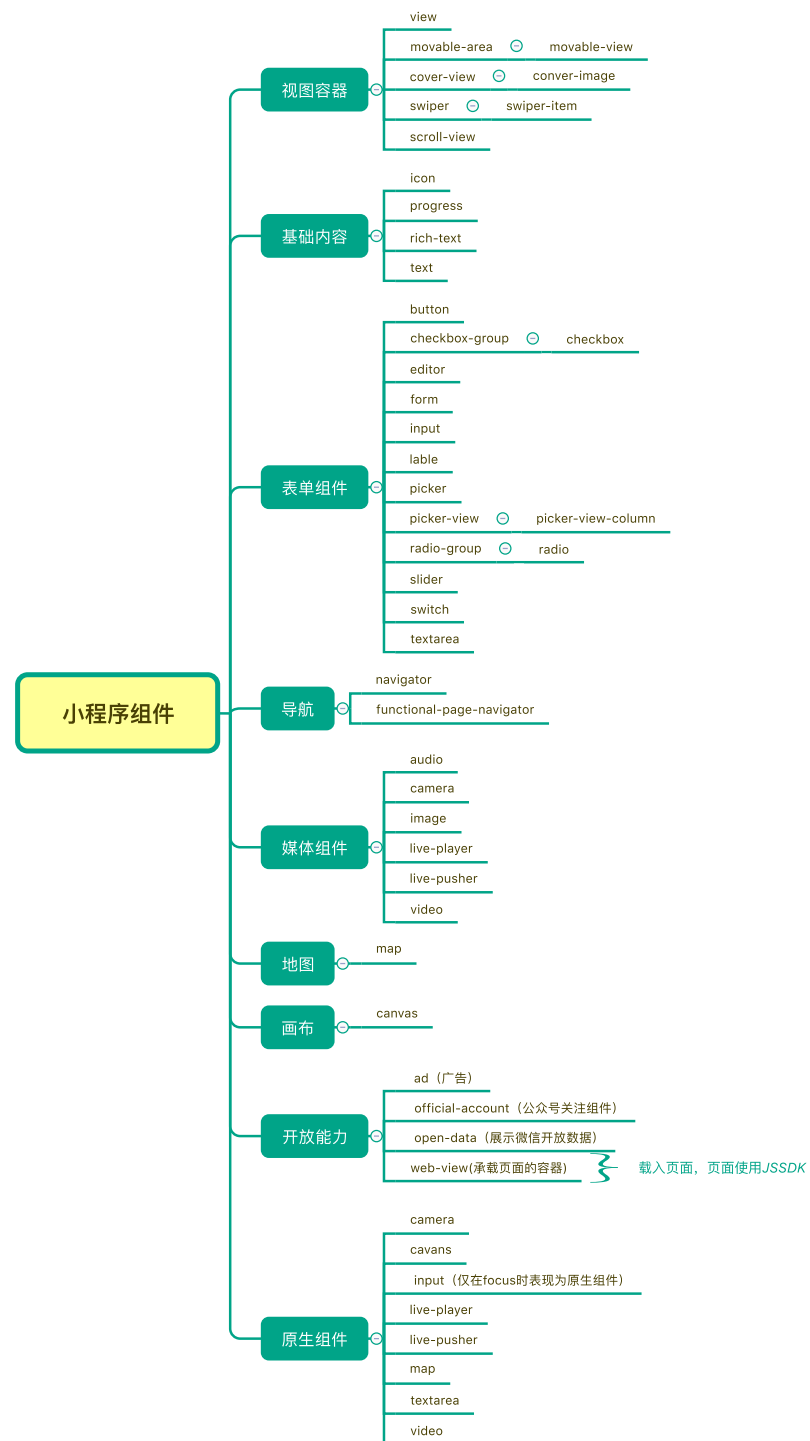 小程序组件
视图容器
view
movable-area
movable-view
cover-view
conver-image
swiper
swiper-item
scroll-view
基础内容
icon
progress
rich-text
text
表单组件
button
checkbox-group
checkbox
editor
form
input
lable
picker
picker-view
picker-view-column
radio-group
radio
slider
switch
textarea
导航
navigator
functional-page-navigator
媒体组件
audio
camera
image
live-player
live-pusher
video
地图
map
画布
canvas
开放能力
ad（广告）
official-account（公众号关注组件）
open-data（展示微信开放数据）
web-view(承载页面的容器)
载入页面，页面使用JSSDK
原生组件
camera
cavans
input（仅在focus时表现为原生组件）
live-player
live-pusher
map
textarea
video